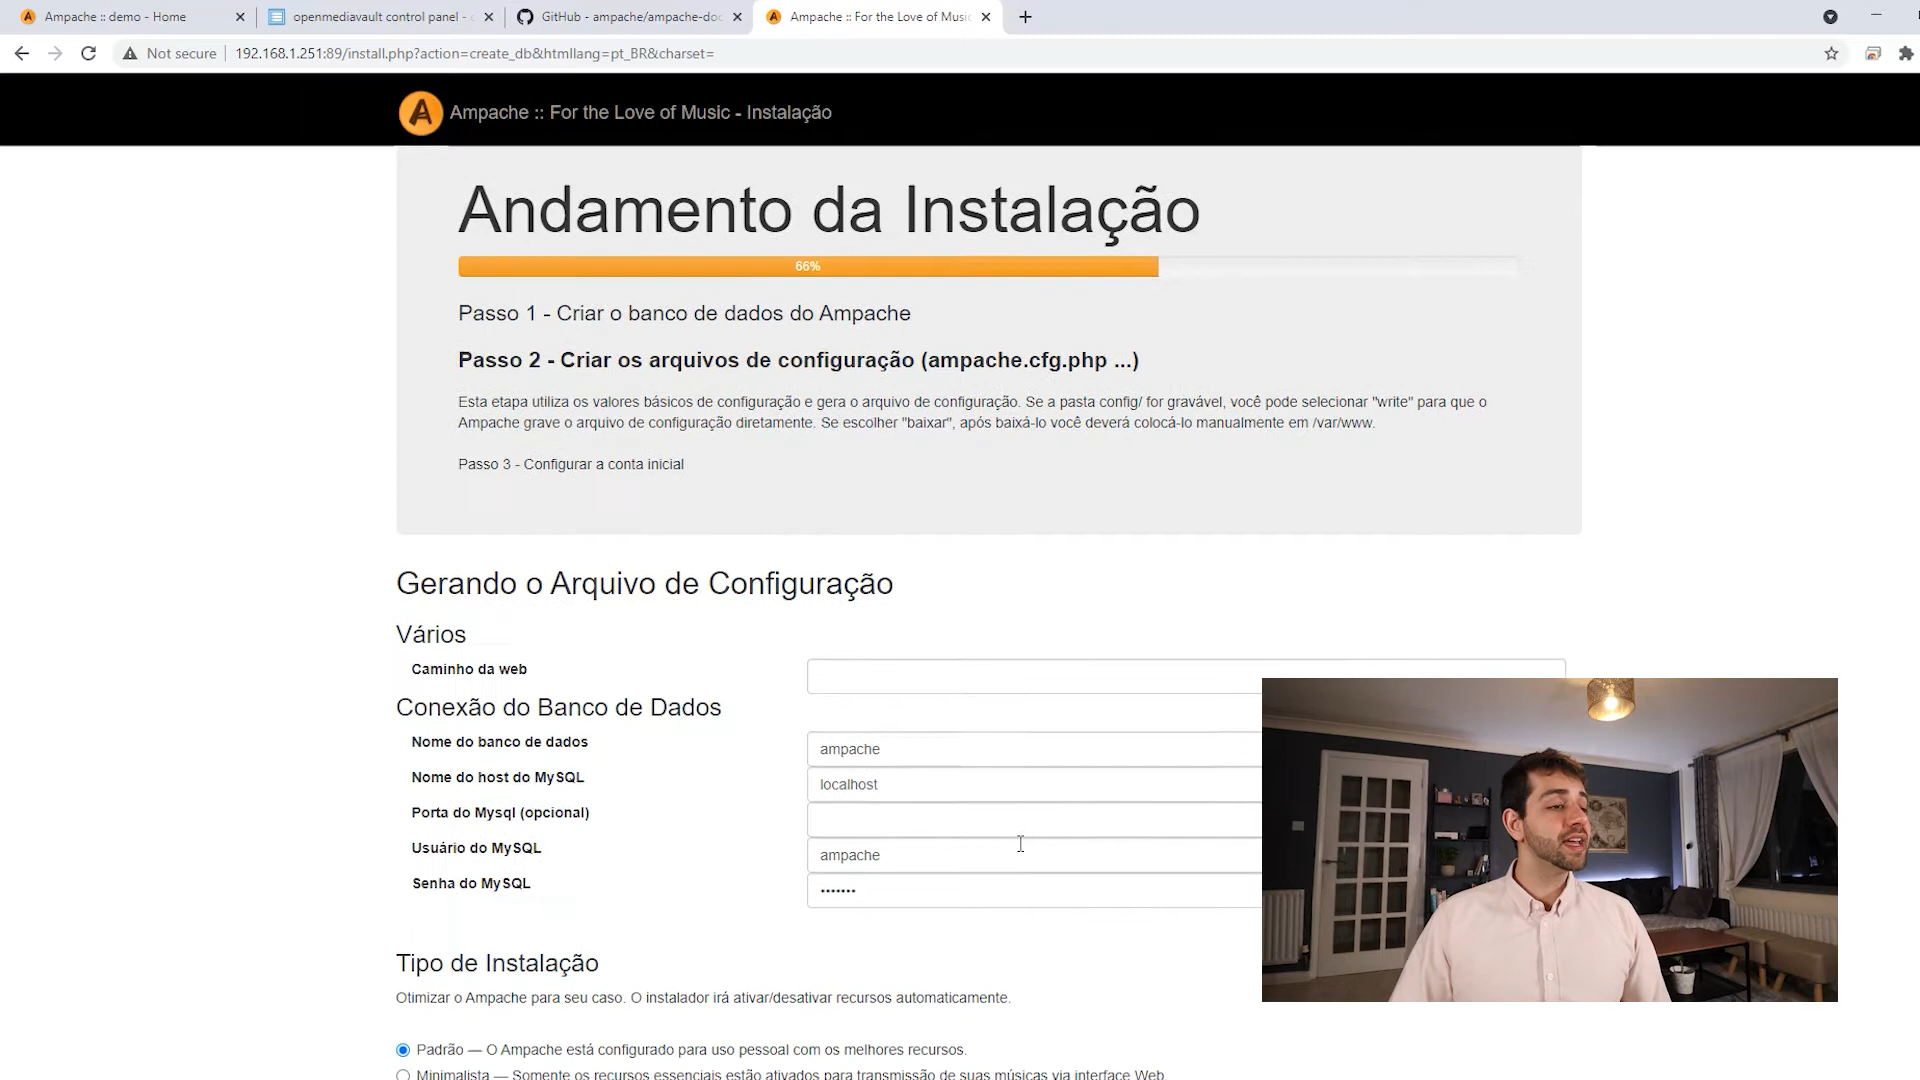 Ampache :: demo - Home
openmediavault control panel -
GitHub - ampache/ampache-doc
Ampache :: For the Love of Music
Not secure
192.168.1.251:89/install.php?action=create_db&htmllang=pt_BR&charset=
Ampache :: For the Love of Music - Instalação
Andamento da Instalação
66%
Passo 1 - Criar o banco de dados do Ampache
Passo 2 - Criar os arquivos de configuração (ampache.cfg.php ...)
Esta etapa utiliza os valores básicos de configuração e gera o arquivo de configuração. Se a pasta config/ for gravável, você pode selecionar "write" para que o
Ampache grave o arquivo de configuração diretamente. Se escolher "baixar", após baixá-lo você deverá colocá-lo manualmente em /var/www.
Passo 3 - Configurar a conta inicial
Gerando o Arquivo de Configuração
Vários
Caminho da web
Conexão do Banco de Dados
Nome do banco de dados
ampache
Nome do host do MySQL
localhost
Porta do Mysql (opcional)
Usuário do MySQL
ampache
Senha do MySQL
•••••••
Tipo de Instalação
Otimizar o Ampache para seu caso. O instalador irá ativar/desativar recursos automaticamente.
Padrão — O Ampache está configurado para uso pessoal com os melhores recursos.
Minimalista — Somente os recursos essenciais estão ativados para transmissão de suas músicas via interface Web.